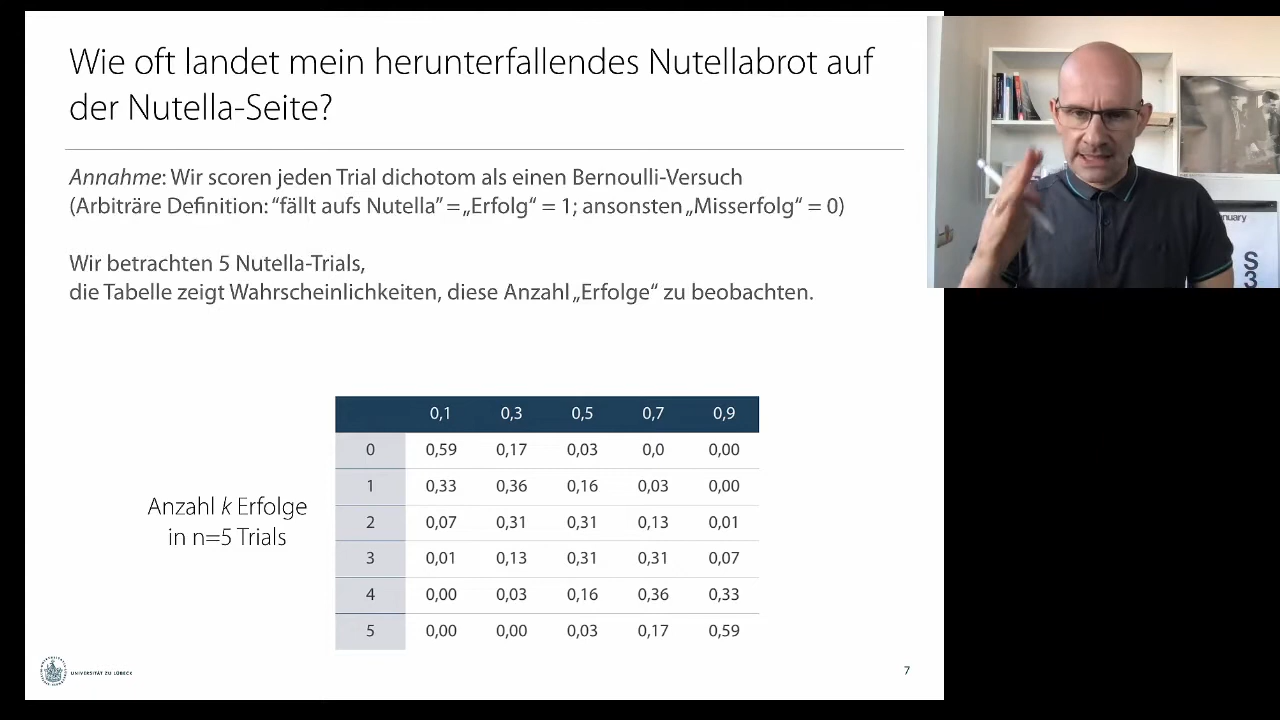 Wie oft landet mein herunterfallendes Nutellabrot auf
der Nutella-Seite?
Annahme: Wir scoren jeden Trial dichotom als einen Bernoulli-Versuch
(Arbiträre Definition: “fällt aufs Nutella” = „Erfolg“ = 1; ansonsten „Misserfolg“ = 0)
Wir betrachten 5 Nutella-Trials,
die Tabelle zeigt Wahrscheinlichkeiten, diese Anzahl „Erfolge“ zu beobachten.
0,1 0,3 0,5 0,7 0,9
0 0,59 0,17 0,03 0,0 0,00
1 0,33 0,36 0,16 0,03 0,00
2 0,07 0,31 0,31 0,13 0,01
3 0,01 0,13 0,31 0,31 0,07
4 0,00 0,03 0,16 0,36 0,33
5 0,00 0,00 0,03 0,17 0,59
Anzahl k Erfolge
in n=5 Trials
UNIVERSITÄT ZU LÜBECK
7
nuary
S
3